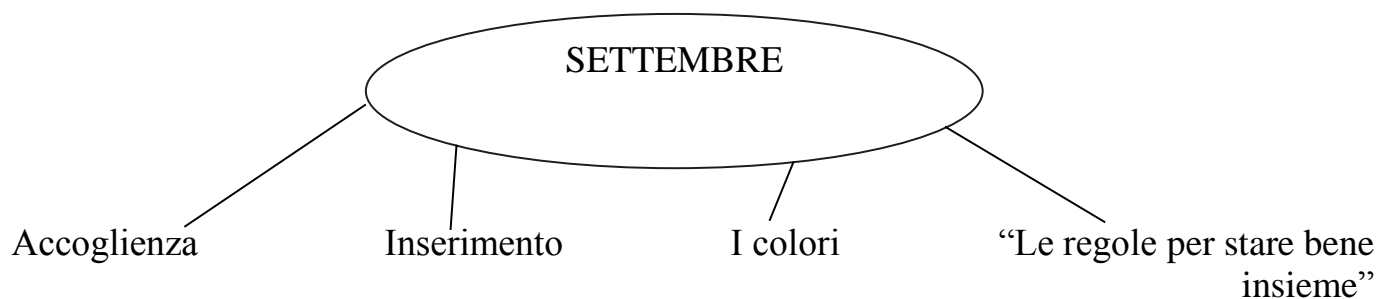 SETTEMBRE
Accoglienza
Inserimento
I colori
“Le regole per stare bene
insieme”